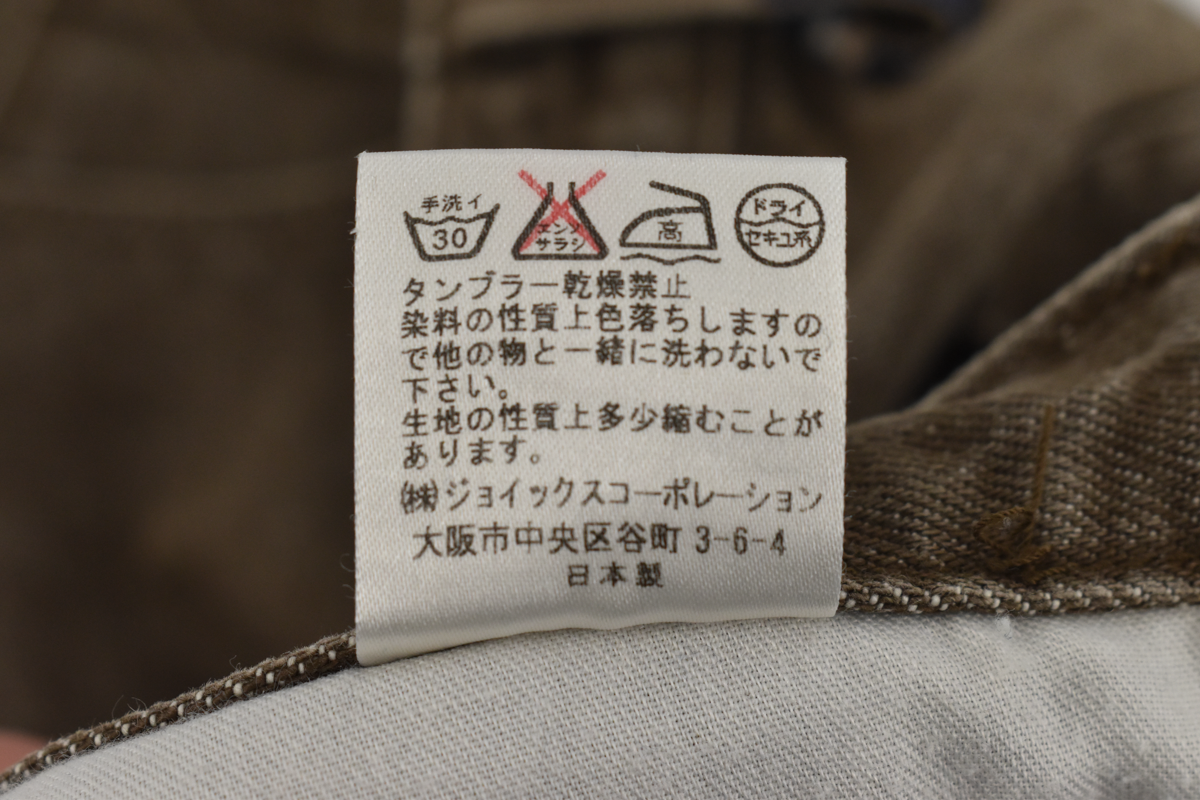 手洗イ
30
エンソ
サラシ
高
ドライ
セキユ系
タンブラー乾燥禁止
染料の性質上色落ちしますの
で他の物と一緒に洗わないで
下さい。
生地の性質上多少縮むことが
あります。
㈱ジョイックスコーポレーション
大阪市中央区谷町 3-6-4
日本製